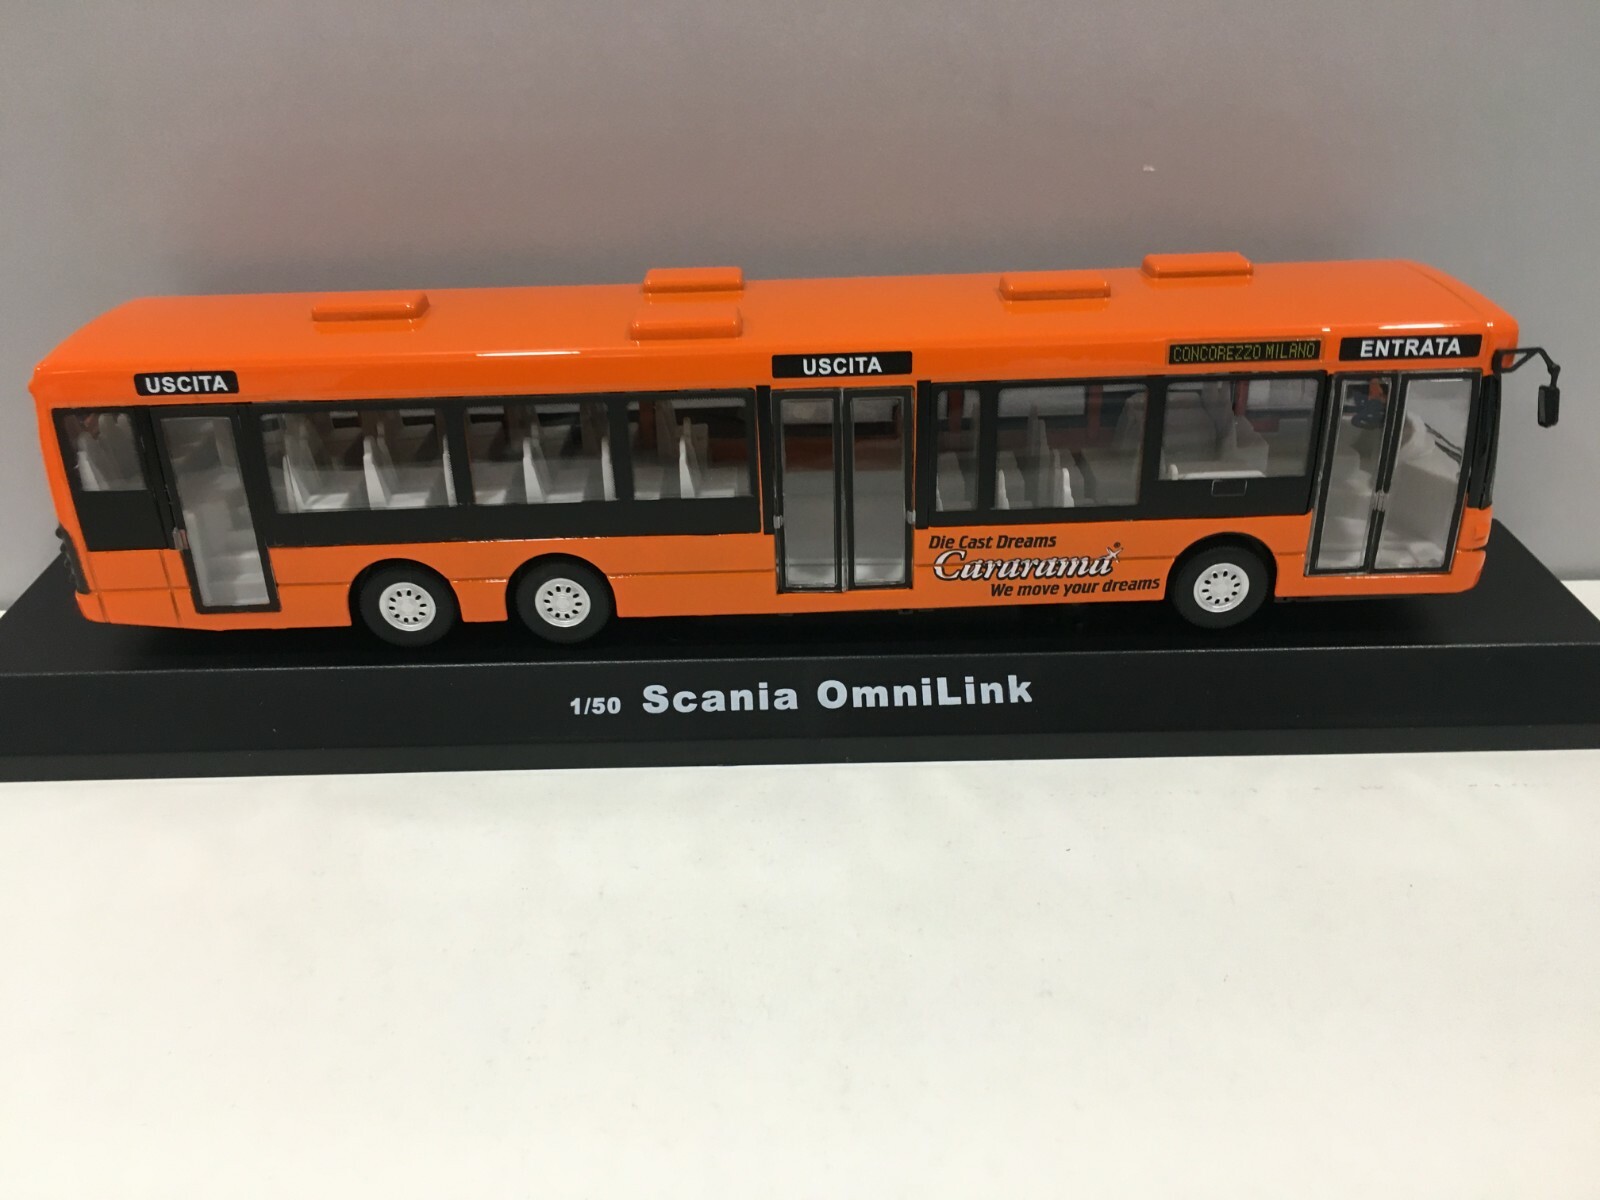 USCITA
USCITA
CONCOREZZO MILANO
ENTRATA
Die Cast Dreams
Cararama®
We move your dreams
1/50 Scania OmniLink